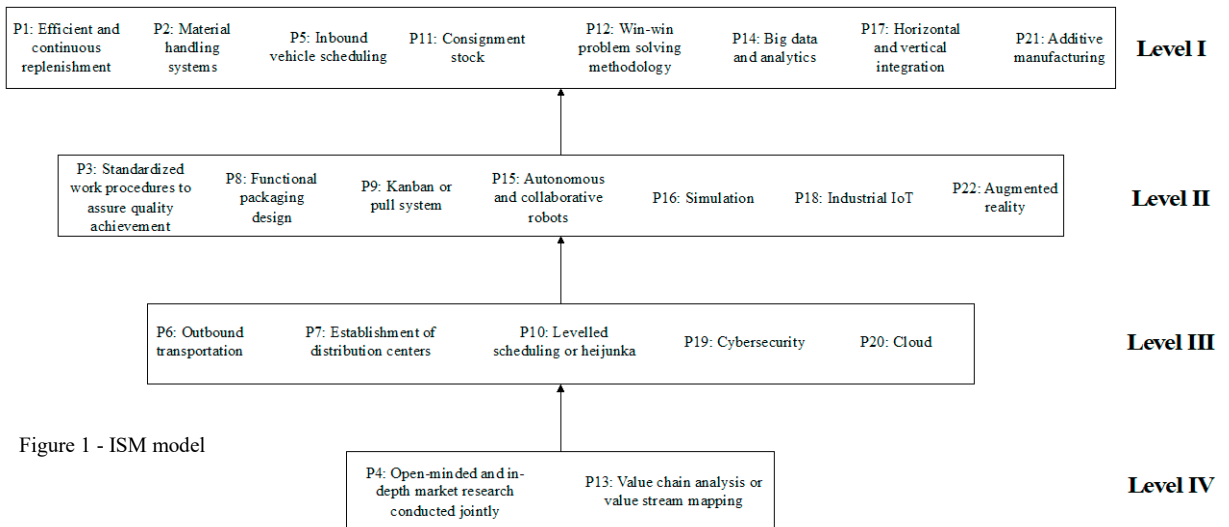 P1: Efficient and
continuous
replenishment
P2: Material
handling
systems
P5: Inbound
vehicle scheduling
P11: Consignment
stock
P12: Win-win
problem solving
methodology
P14: Big data
and analytics
P17: Horizontal
and vertical
integration
P21: Additive
manufacturing
Level I
P3: Standardized
work procedures to
assure quality
achievement
P8: Functional
packaging
design
P9: Kanban or
pull system
P15: Autonomous
and collaborative
robots
P16: Simulation
P18: Industrial IoT
P22: Augmented
reality
Level II
P6: Outbound
transportation
P7: Establishment of
distribution centers
P10: Levelled
scheduling or heijunka
P19: Cybersecurity
P20: Cloud
Level III
Figure 1 - ISM model
P4: Open-minded and in-
depth market research
conducted jointly
P13: Value chain analysis or
value stream mapping
Level IV